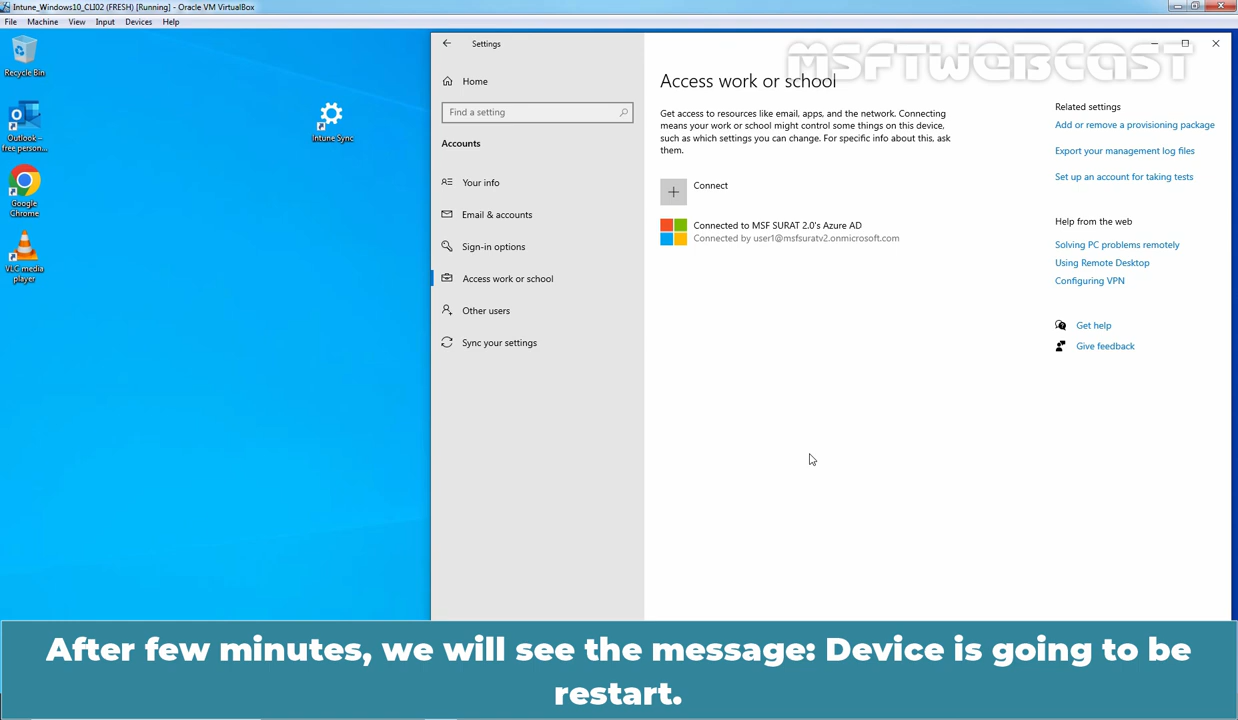 Intune_Windows10_CLI02 (FRESH) [Running] - Oracle VM VirtualBox
File Machine View Input Devices Help
MSFTWEBCAST
Recycle Bin
Outlook –
free person...
Google
Chrome
VLC media
player
Intune Sync
Settings
Home
Find a setting
Accounts
Your info
Email & accounts
Sign-in options
Access work or school
Other users
Sync your settings
Access work or school
Get access to resources like email, apps, and the network. Connecting
means your work or school might control some things on this device,
such as which settings you can change. For specific info about this, ask
them.
Connect
Connected to MSF SURAT 2.0's Azure AD
Connected by user1@msfsuratv2.onmicrosoft.com
Related settings
Add or remove a provisioning package
Export your management log files
Set up an account for taking tests
Help from the web
Solving PC problems remotely
Using Remote Desktop
Configuring VPN
Get help
Give feedback
After few minutes, we will see the message: Device is going to be
restart.